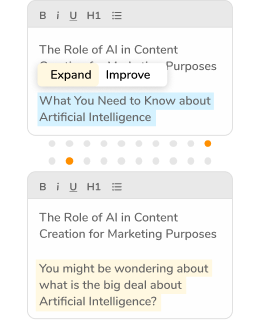 B i U H1
The Role of AI in Content
Creation for Marketing Purposes
Expand Improve
What You Need to Know about
Artificial Intelligence
B i U H1
The Role of AI in Content
Creation for Marketing Purposes
You might be wondering about
what is the big deal about
Artificial Intelligence?